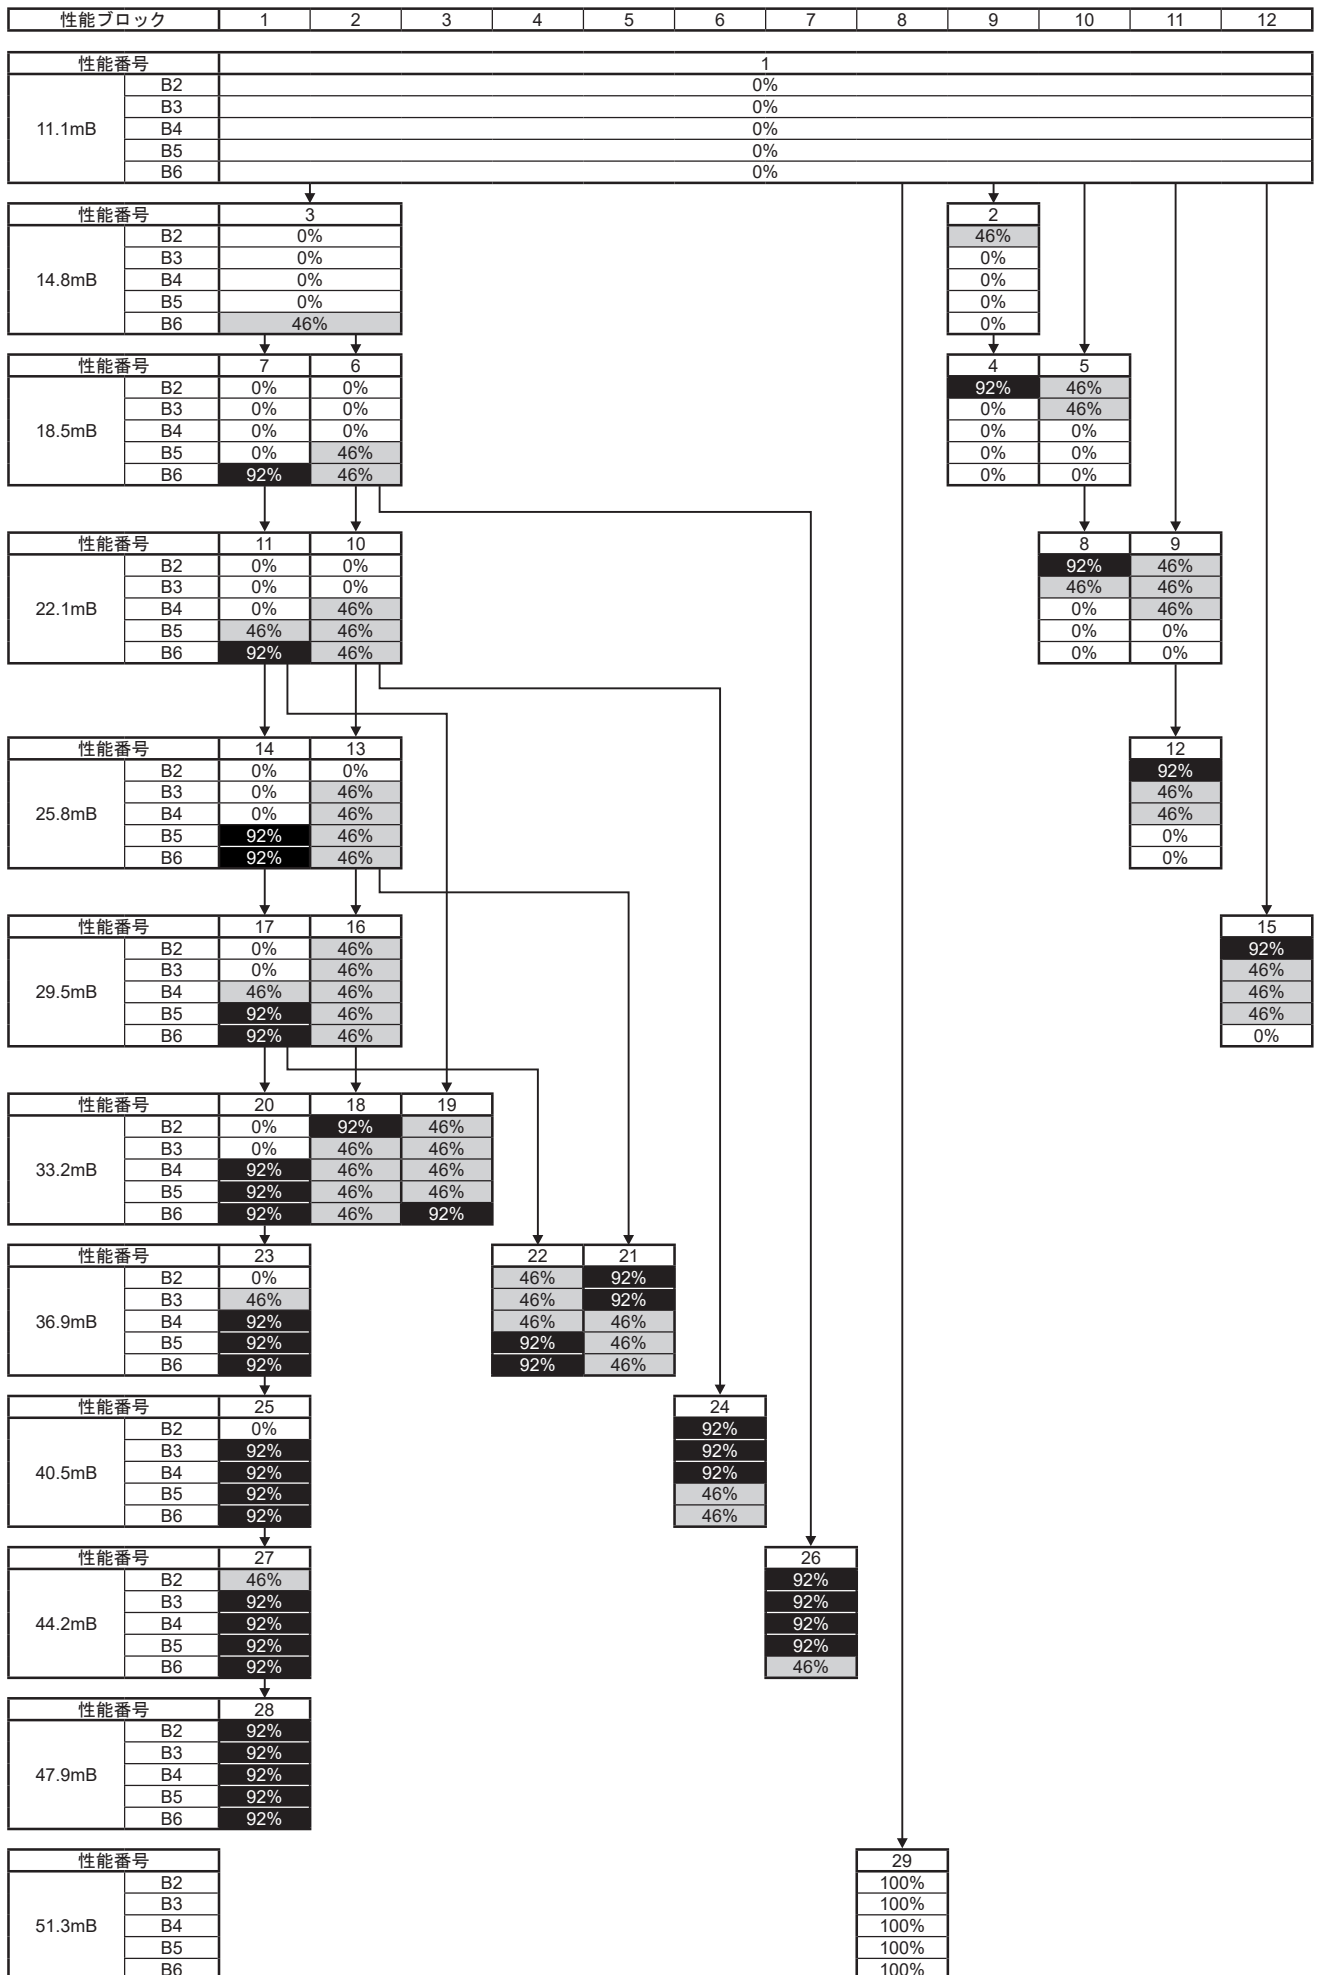 性能ブロック 1 2 3 4 5 6 7 8 9 10 11 12
性能番号 1
B2 0%
B3 0%
11.1mB B4 0%
B5 0%
B6 0%
性能番号 3 2
B2 0% 46%
B3 0% 0%
14.8mB B4 0% 0%
B5 0% 0%
B6 46% 0%
性能番号 7 6 4 5
B2 0% 0% 92% 46%
B3 0% 0% 0% 46%
18.5mB B4 0% 0% 0% 0%
B5 0% 46% 0% 0%
B6 92% 46% 0% 0%
性能番号 11 10 8 9
B2 0% 0% 92% 46%
B3 0% 0% 46% 46%
22.1mB B4 0% 46% 0% 46%
B5 46% 46% 0% 0%
B6 92% 46% 0% 0%
性能番号 14 13 12
B2 0% 0% 92%
B3 0% 46% 46%
25.8mB B4 0% 46% 46%
B5 92% 46% 0%
B6 92% 46% 0%
性能番号 17 16 15
B2 0% 46% 92%
B3 0% 46% 46%
29.5mB B4 46% 46% 46%
B5 92% 46% 46%
B6 92% 46% 0%
性能番号 20 18 19
B2 0% 92% 46%
B3 0% 46% 46%
33.2mB B4 92% 46% 46%
B5 92% 46% 46%
B6 92% 46% 92%
性能番号 23 22 21
B2 0% 46% 92%
B3 46% 46% 92%
36.9mB B4 92% 46% 46%
B5 92% 92% 46%
B6 92% 92% 46%
性能番号 25 24
B2 0% 92%
B3 92% 92%
40.5mB B4 92% 92%
B5 92% 46%
B6 92% 46%
性能番号 27 26
B2 46% 92%
B3 92% 92%
44.2mB B4 92% 92%
B5 92% 92%
B6 92% 46%
性能番号 28
B2 92%
B3 92%
47.9mB B4 92%
B5 92%
B6 92%
性能番号 29
B2 100%
B3 100%
51.3mB B4 100%
B5 100%
B6 100%